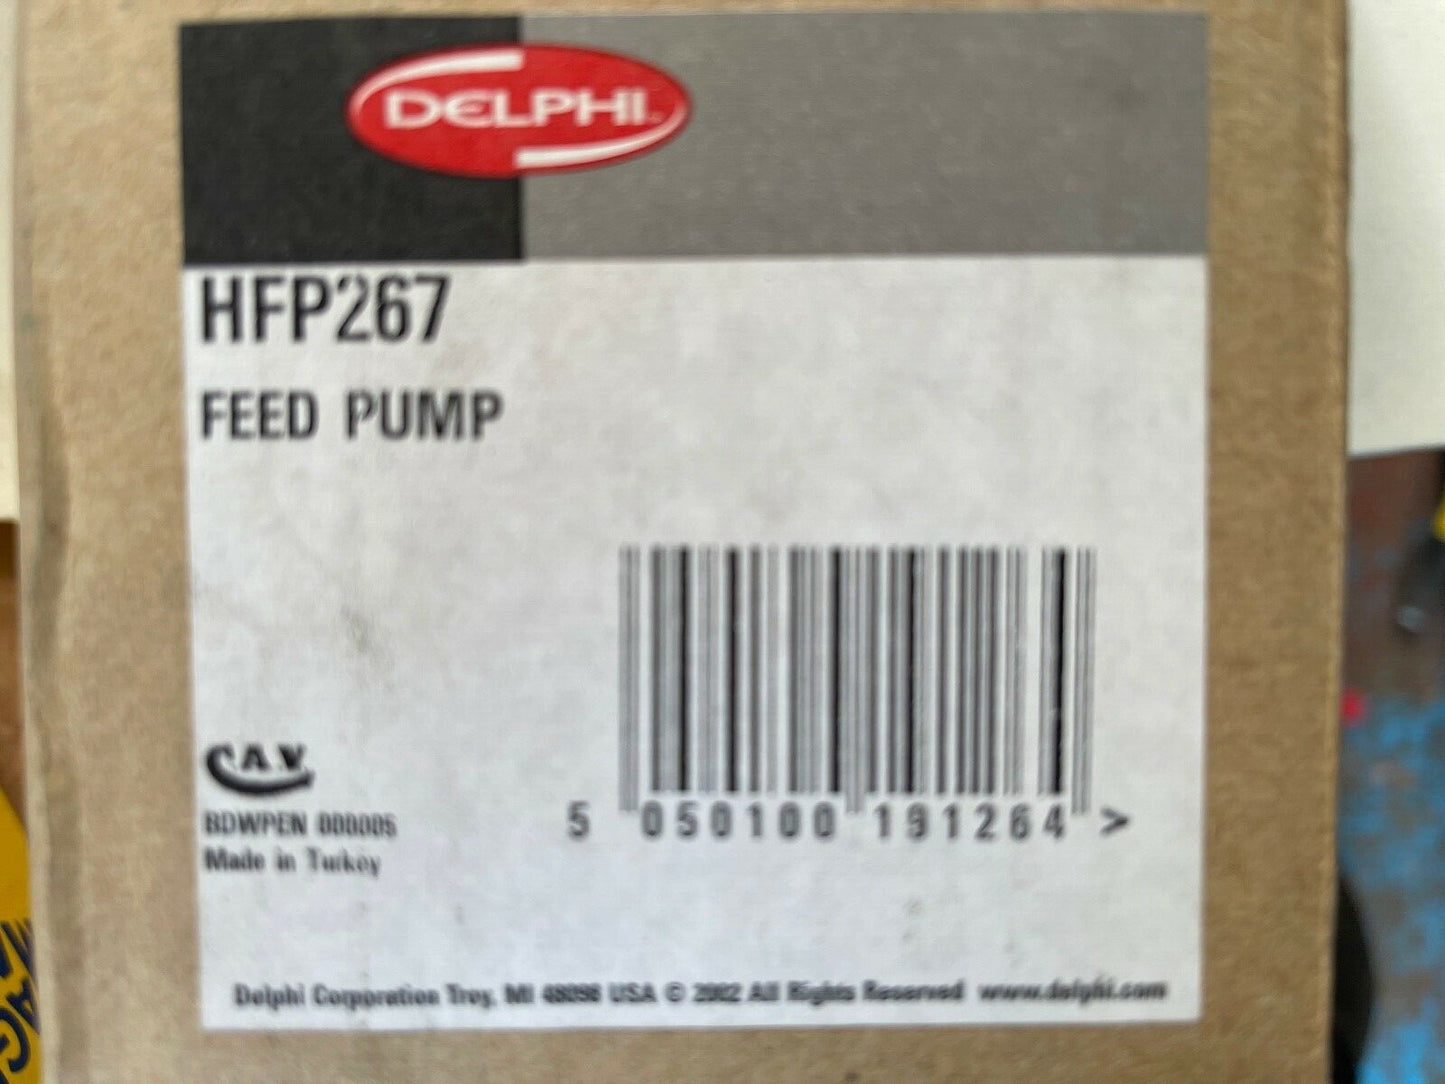 DELPHI
HFP267
FEED PUMP
C.A.V.
BDWPEN 000005
Made in Turkey
5 050100 191264 >
Delphi Corporation Troy, MI 48098 USA © 2002 All Rights Reserved www.delphi.com